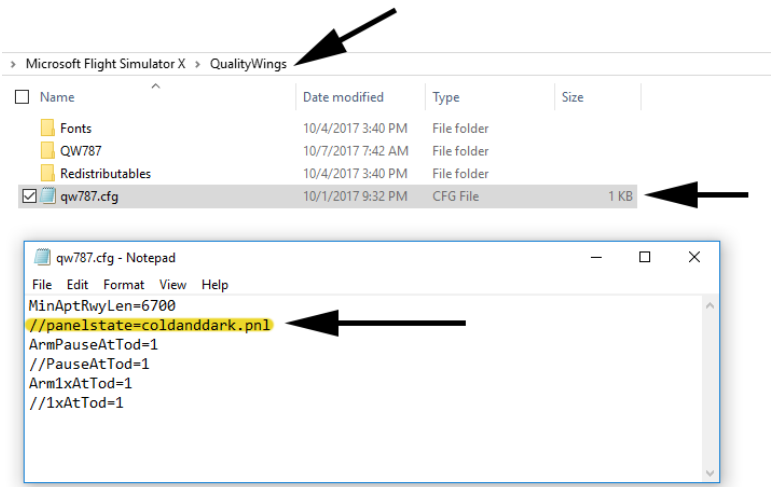 > Microsoft Flight Simulator X > QualityWings
Name Date modified Type Size
Fonts 10/4/2017 3:40 PM File folder
QW787 10/7/2017 7:42 AM File folder
Redistributables 10/4/2017 3:40 PM File folder
qw787.cfg 10/1/2017 9:32 PM CFG File 1 KB
qw787.cfg - Notepad
File Edit Format View Help
MinAptRwyLen=6700
//panelstate=coldanddark.pnl
ArmPauseAtTod=1
//PauseAtTod=1
Arm1xAtTod=1
//1xAtTod=1